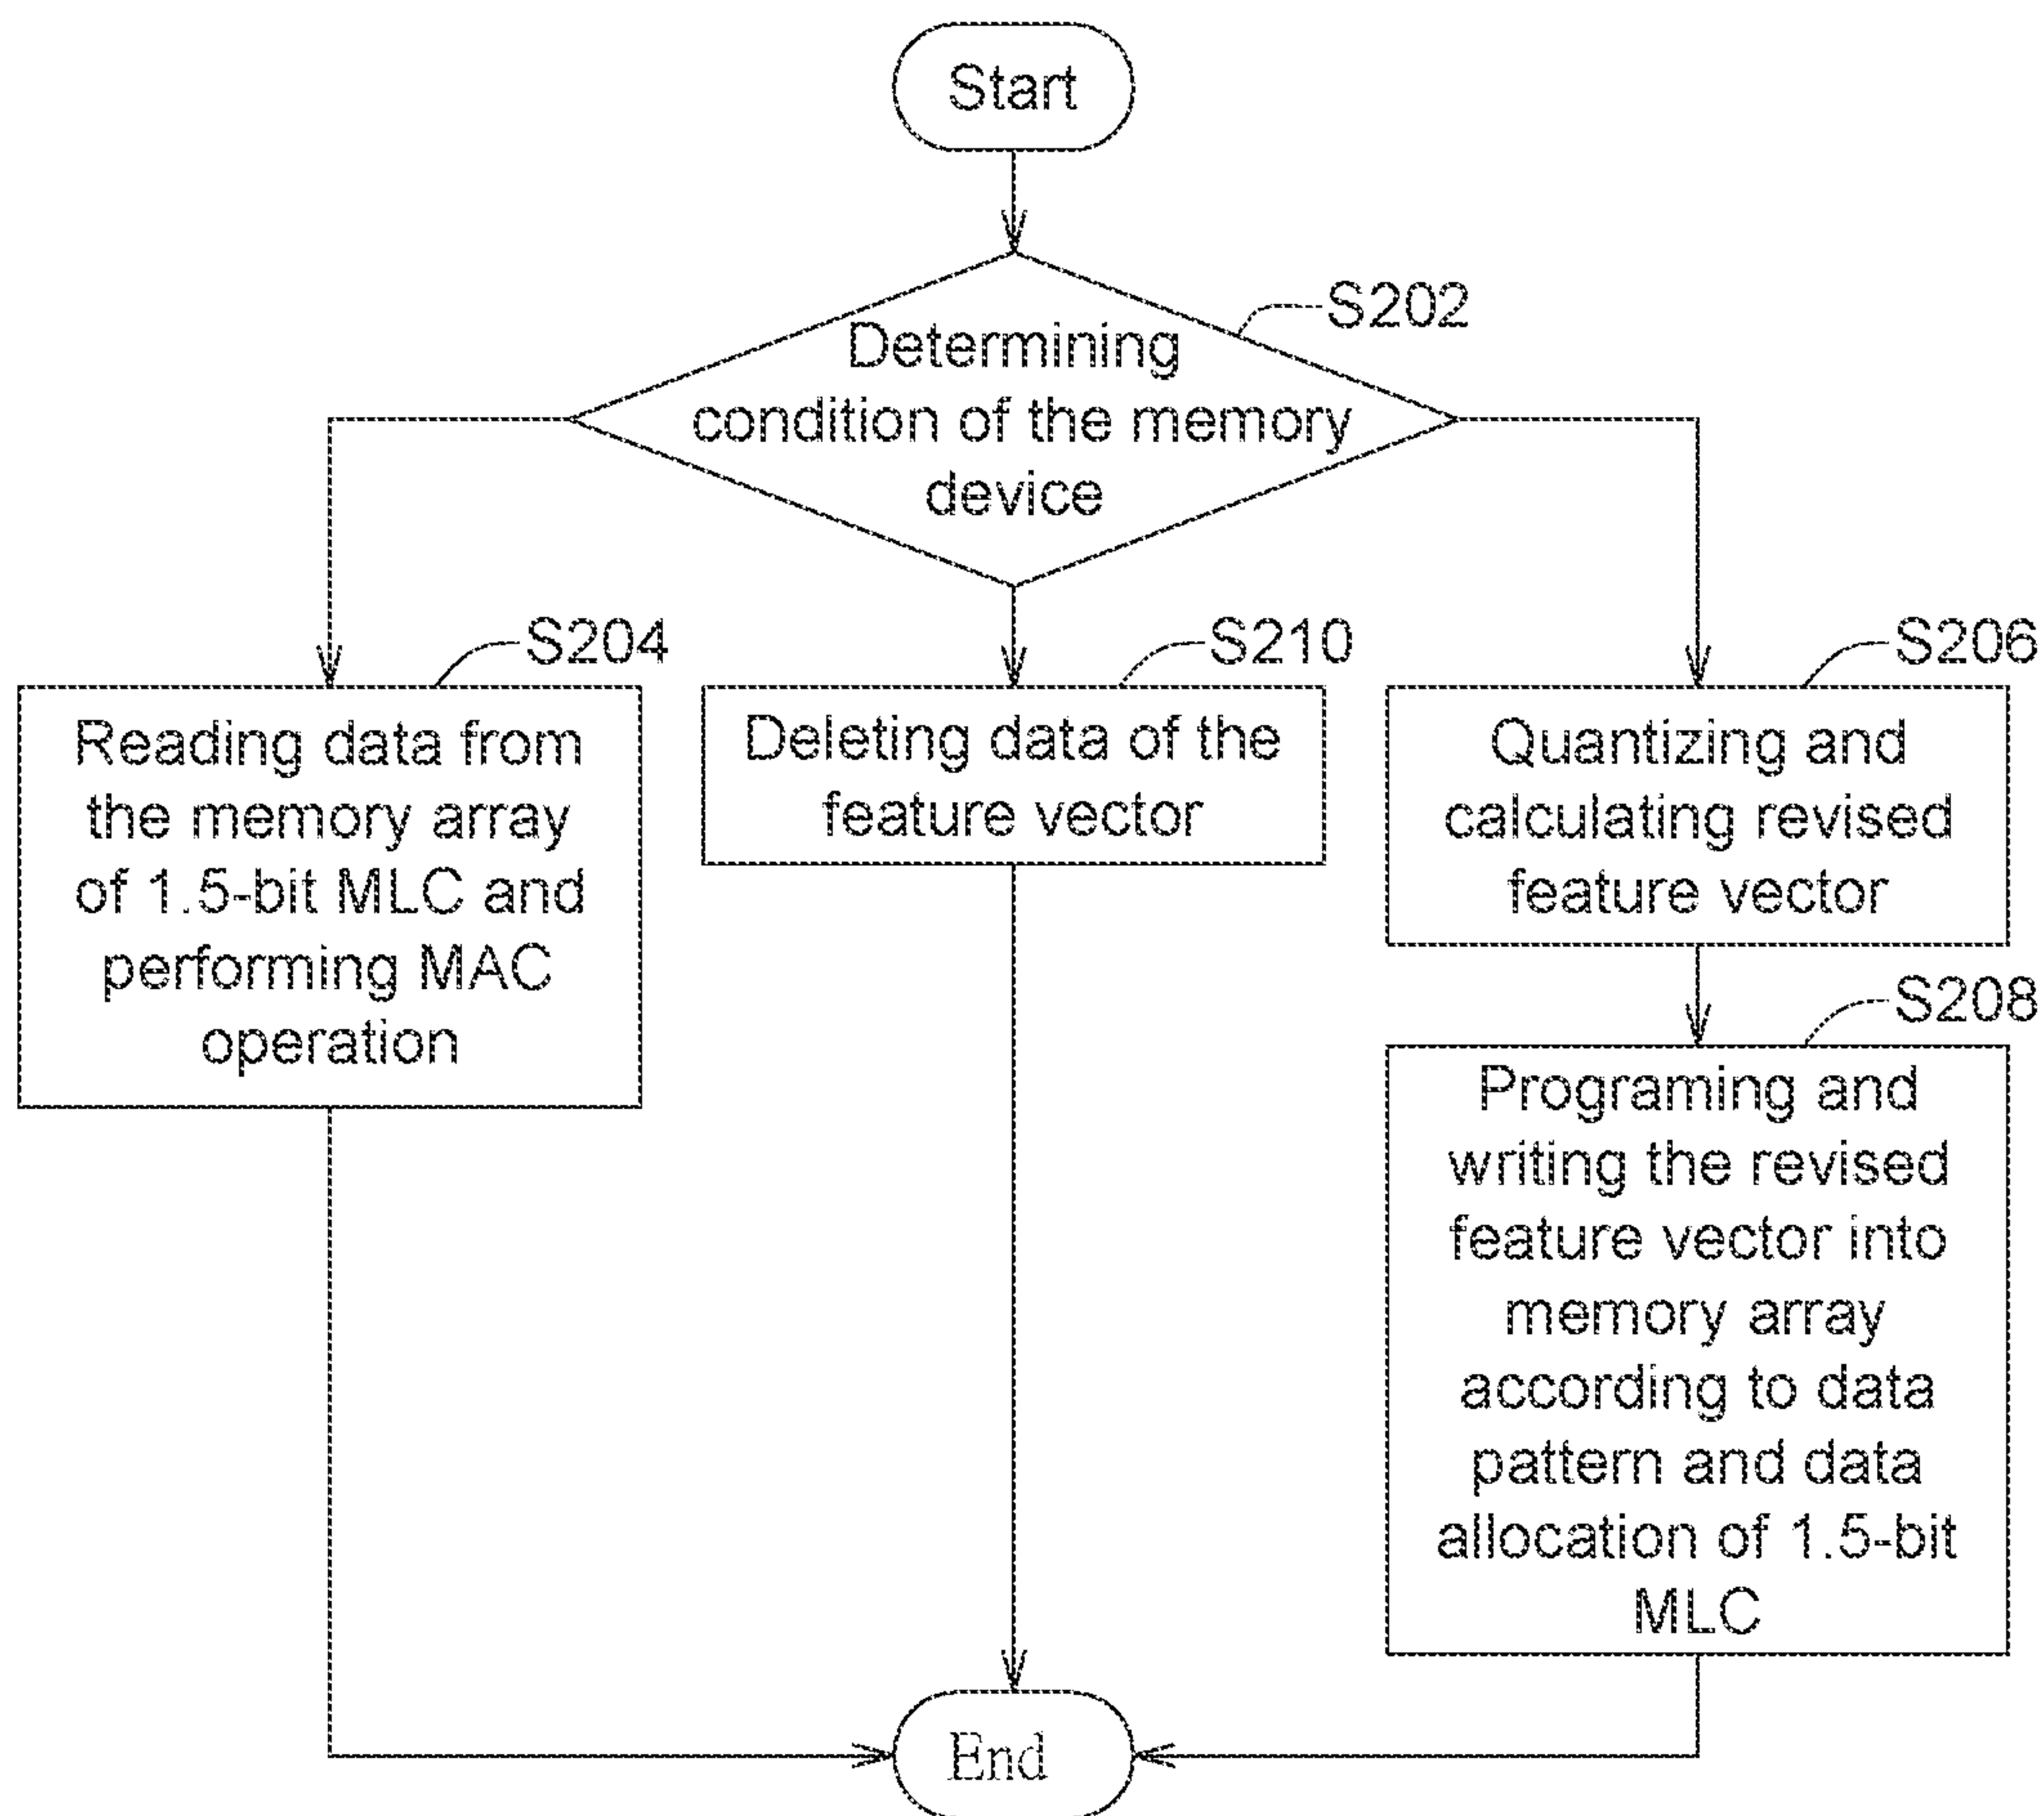 Start
S202
Determining
condition of the memory
device
S204
Reading data from
the memory array
of 1.5-bit MLC and
performing MAC
operation
S210
Deleting data of the
feature vector
S206
Quantizing and
calculating revised
feature vector
S208
Programing and
writing the revised
feature vector into
memory array
according to data
pattern and data
allocation of 1.5-bit
MLC
End